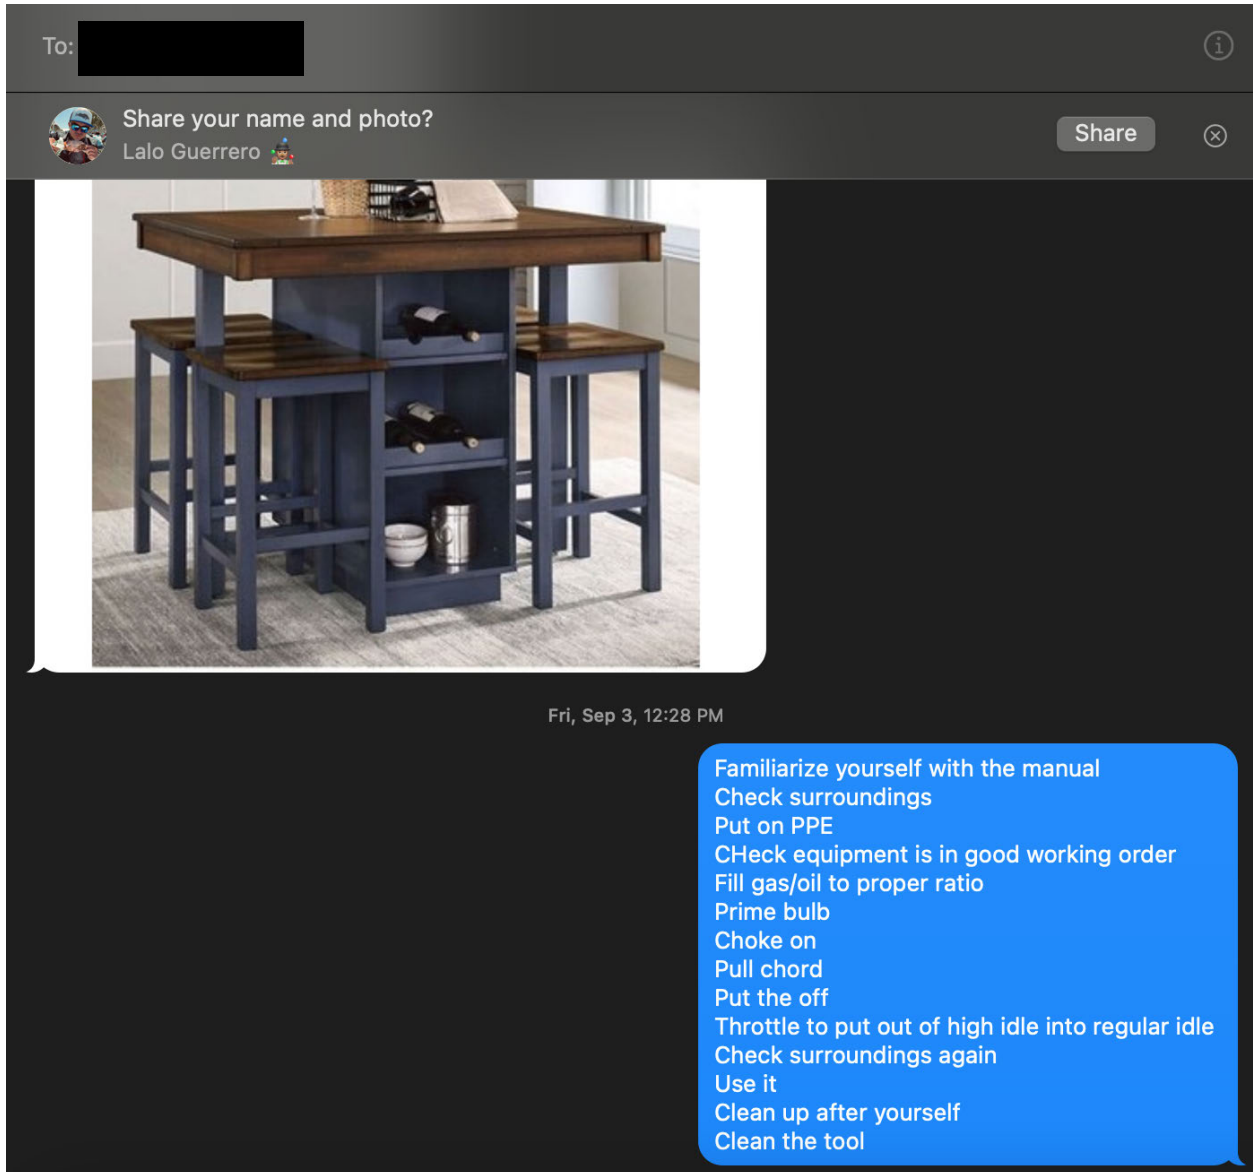 To:
Share your name and photo?
Lalo Guerrero
Share
Fri, Sep 3, 12:28 PM
Familiarize yourself with the manual
Check surroundings
Put on PPE
CHeck equipment is in good working order
Fill gas/oil to proper ratio
Prime bulb
Choke on
Pull chord
Put the off
Throttle to put out of high idle into regular idle
Check surroundings again
Use it
Clean up after yourself
Clean the tool